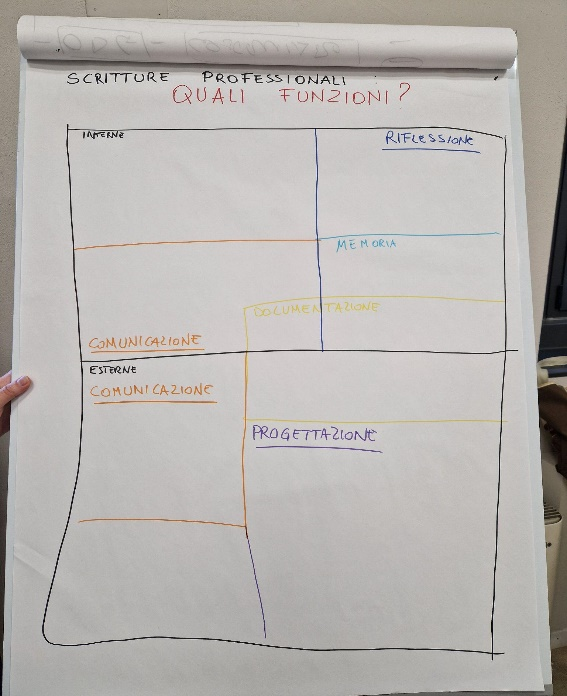 SCRITTURE PROFESSIONALI :
QUALI FUNZIONI?
INTERNE
RIFLESSIONE
MEMORIA
DOCUMENTAZIONE
COMUNICAZIONE
ESTERNE
COMUNICAZIONE
PROGETTAZIONE